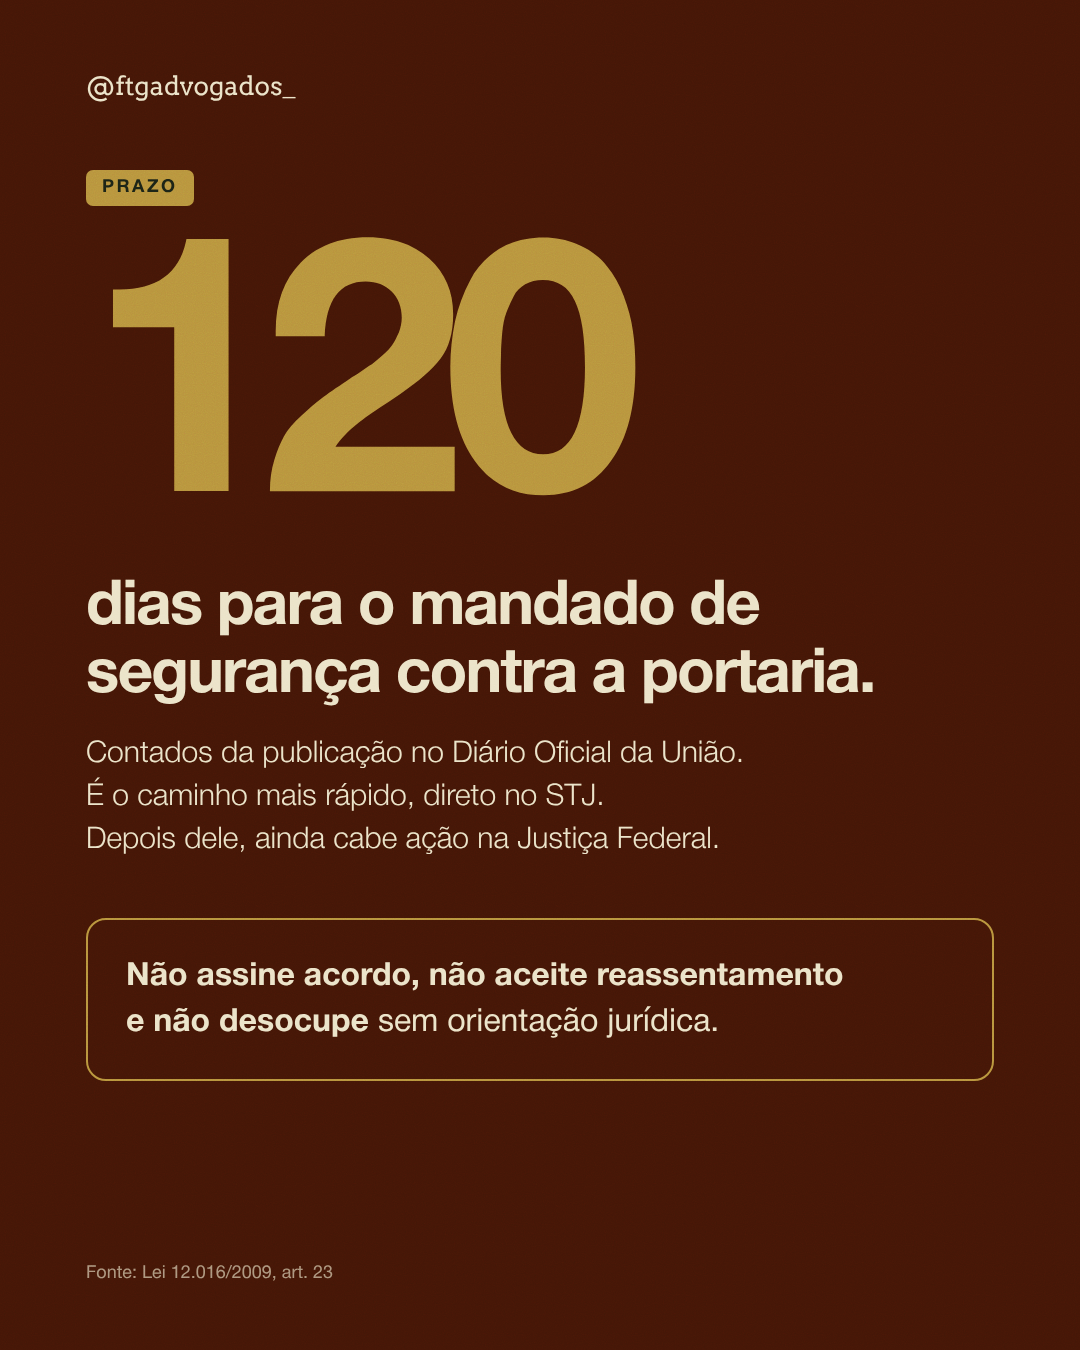 @ftgadvogados_
PRAZO
120
dias para o mandado de
segurança contra a portaria.
Contados da publicação no Diário Oficial da União.
É o caminho mais rápido, direto no STJ.
Depois dele, ainda cabe ação na Justiça Federal.
Não assine acordo, não aceite reassentamento
e não desocupe sem orientação jurídica.
Fonte: Lei 12.016/2009, art. 23